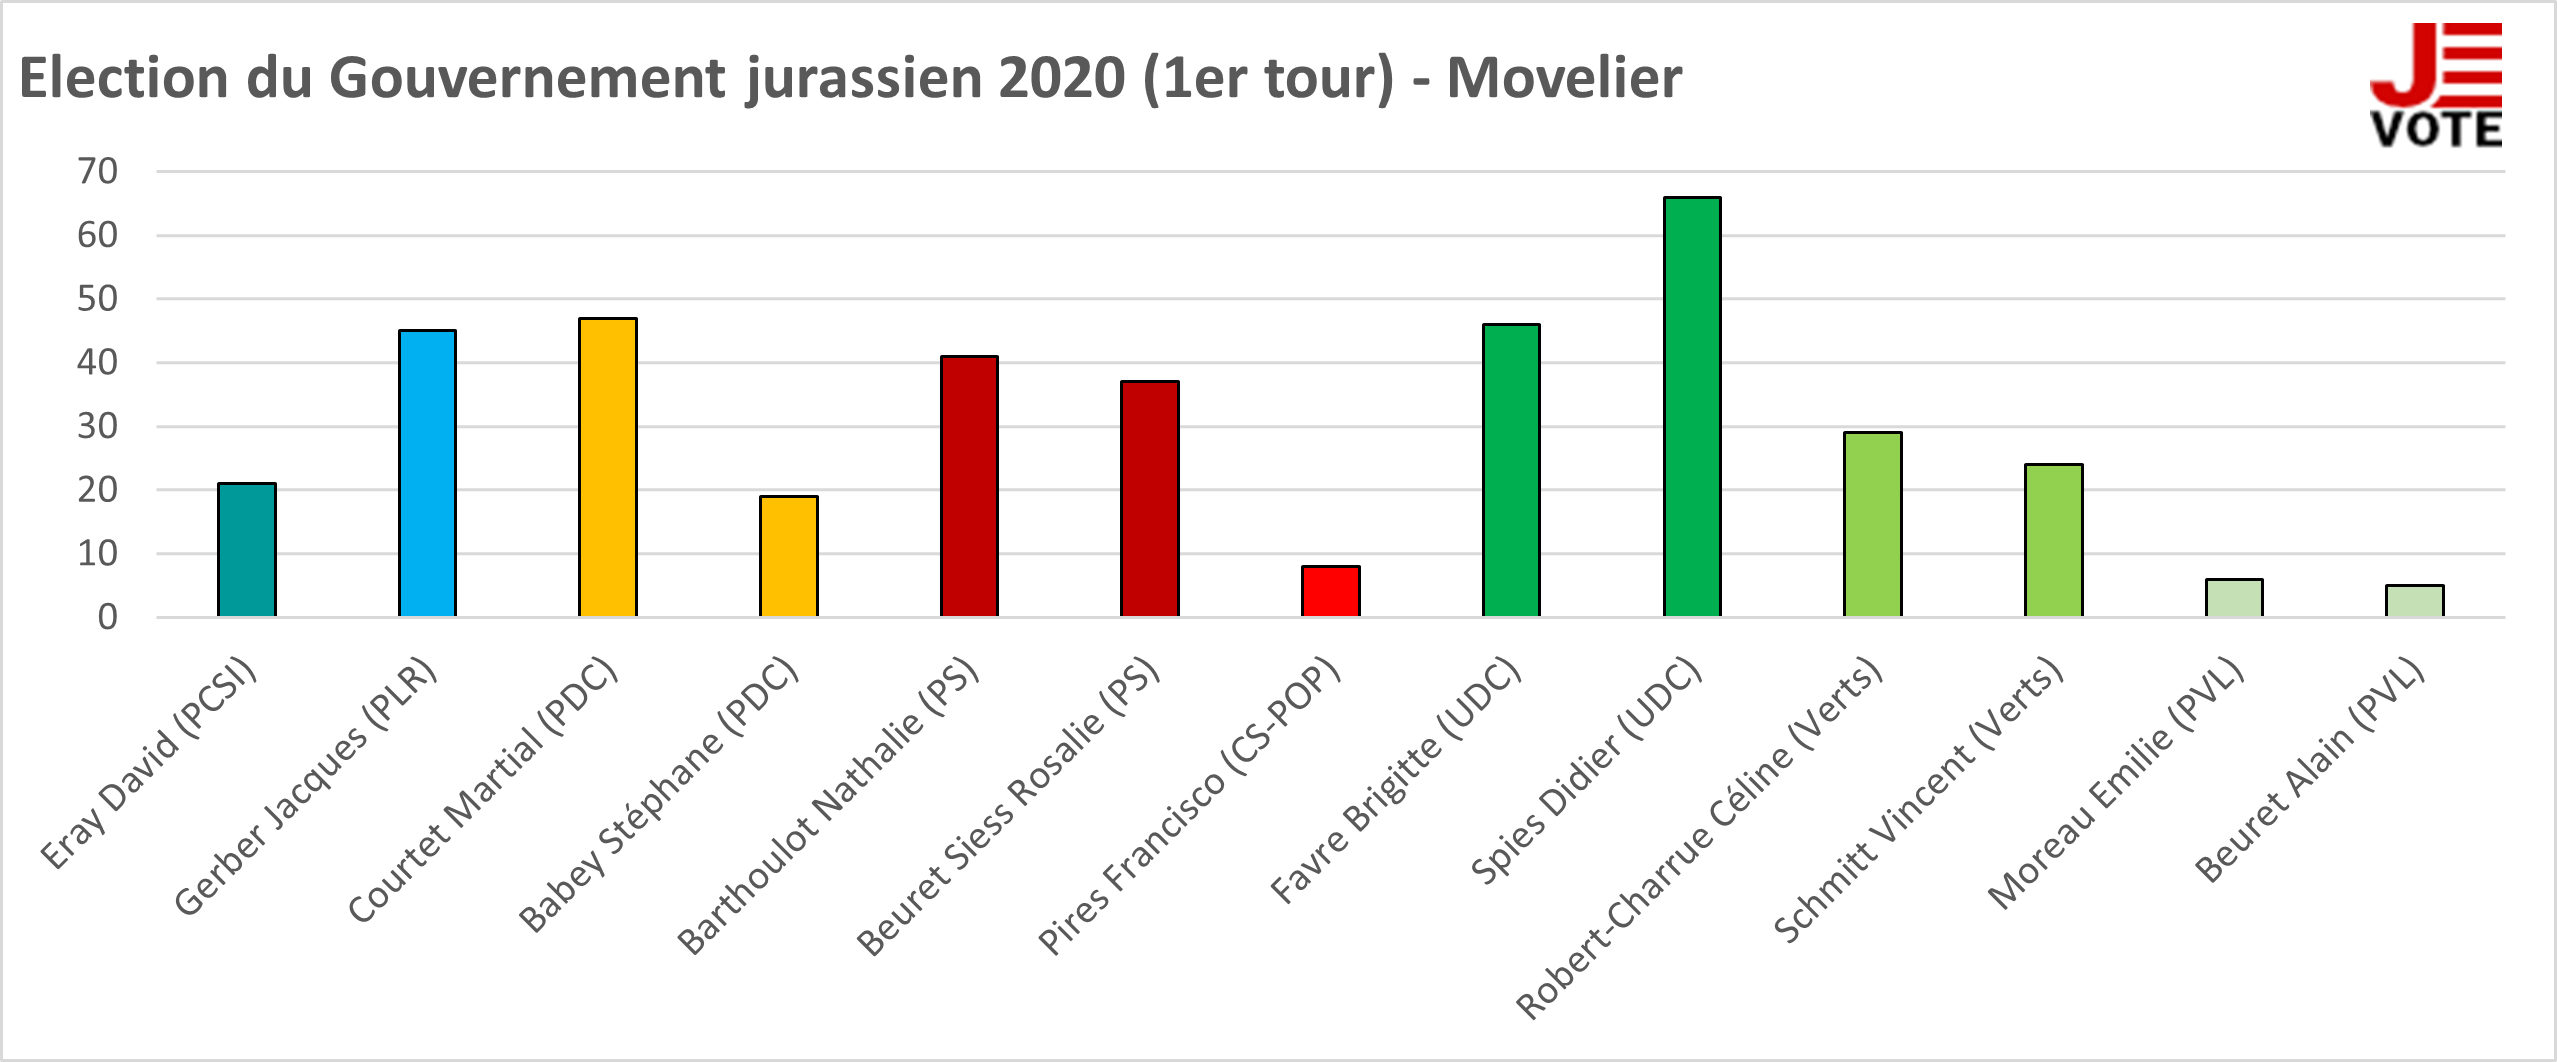 Election du Gouvernement jurassien 2020 (1er tour) - Movelier
JE
VOTE
70
60
50
40
30
20
10
0
Eray David (PCSI)
Gerber Jacques (PLR)
Courtet Martial (PDC)
Babey Stéphane (PDC)
Barthoulot Nathalie (PS)
Beuret Siess Rosalie (PS)
Pires Francisco (CS-POP)
Favre Brigitte (UDC)
Spies Didier (UDC)
Robert-Charrue Céline (Verts)
Schmitt Vincent (Verts)
Moreau Emilie (PVL)
Beuret Alain (PVL)